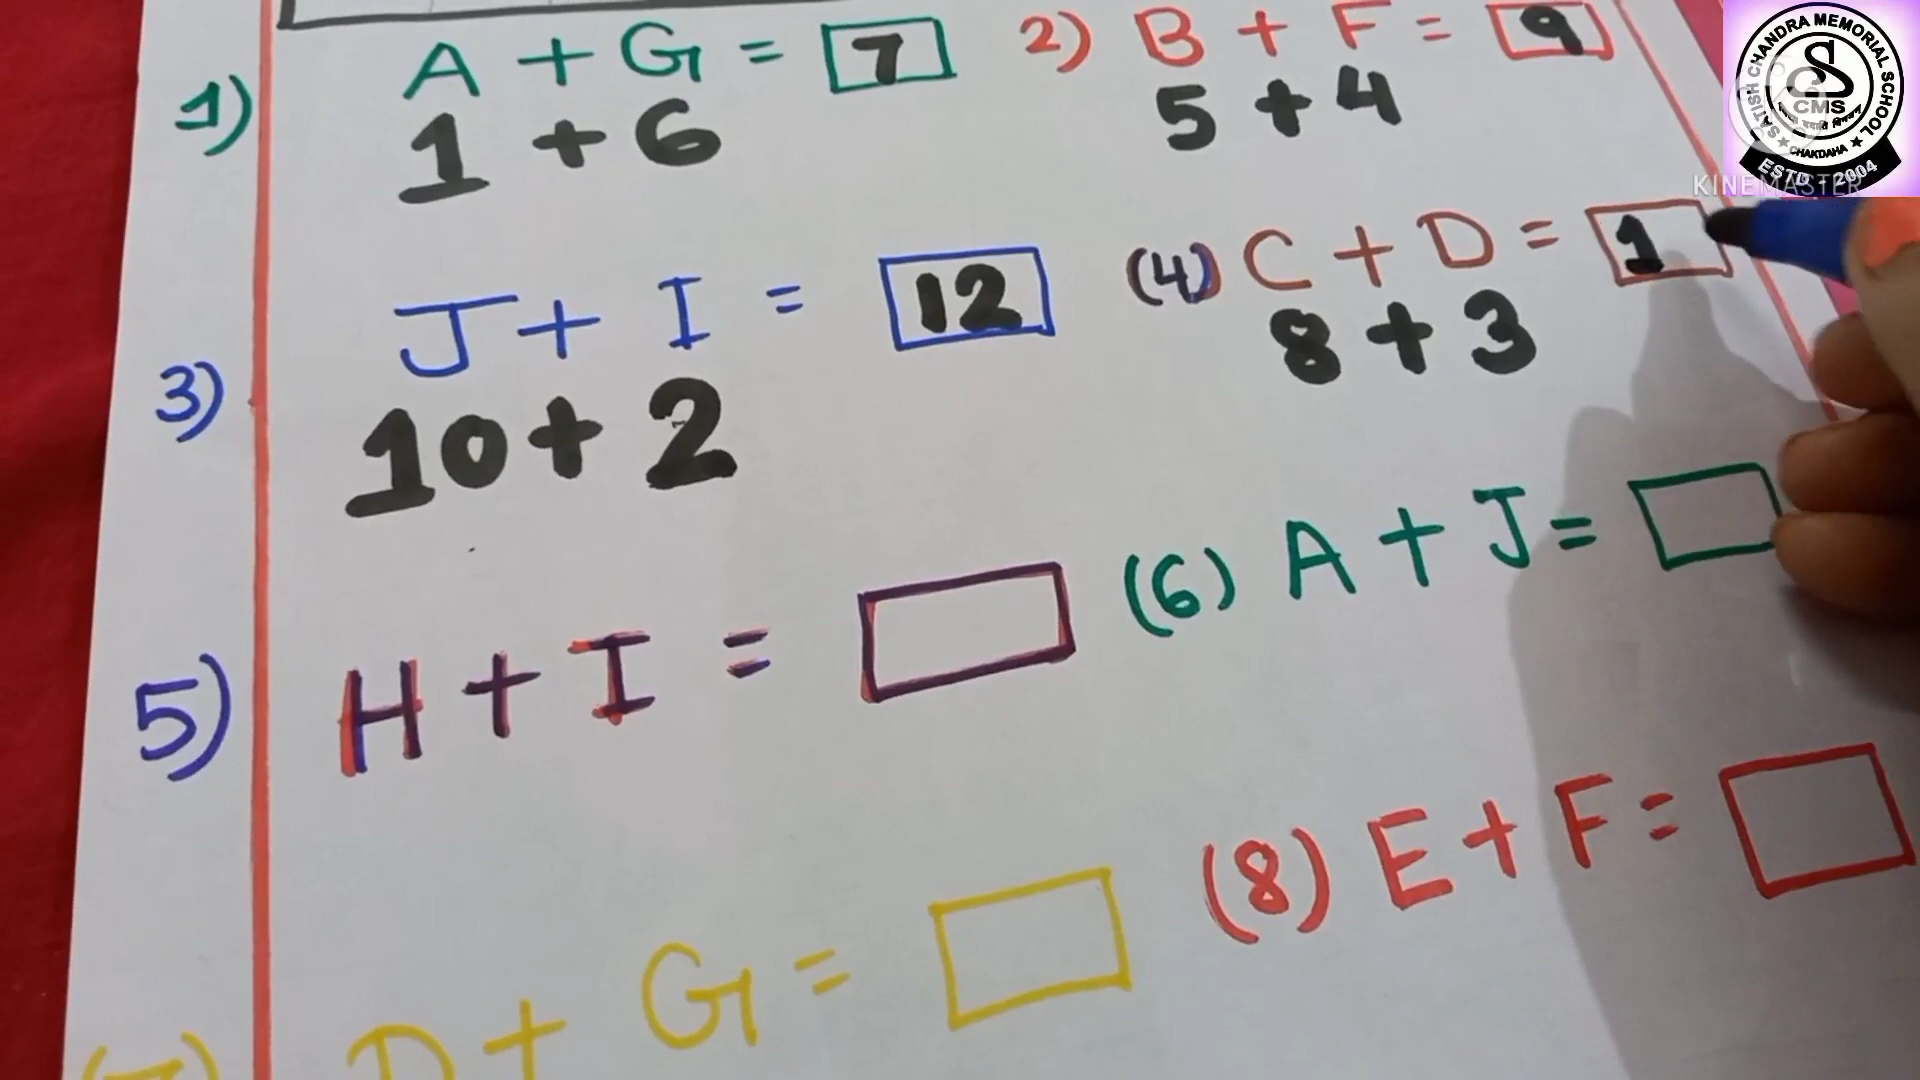 1) A + G = 7
1 + 6
2) B + F = 9
5 + 4
3) J + I = 12
10 + 2
(4) C + D = 1
8 + 3
5) H + I =
(6) A + J =
D + G =
(8) E + F =
SATISH CHANDRA MEMORIAL SCHOOL
S
CMS
★ CHAKDAHA ★
ESTD - 2004
KINEMASTER